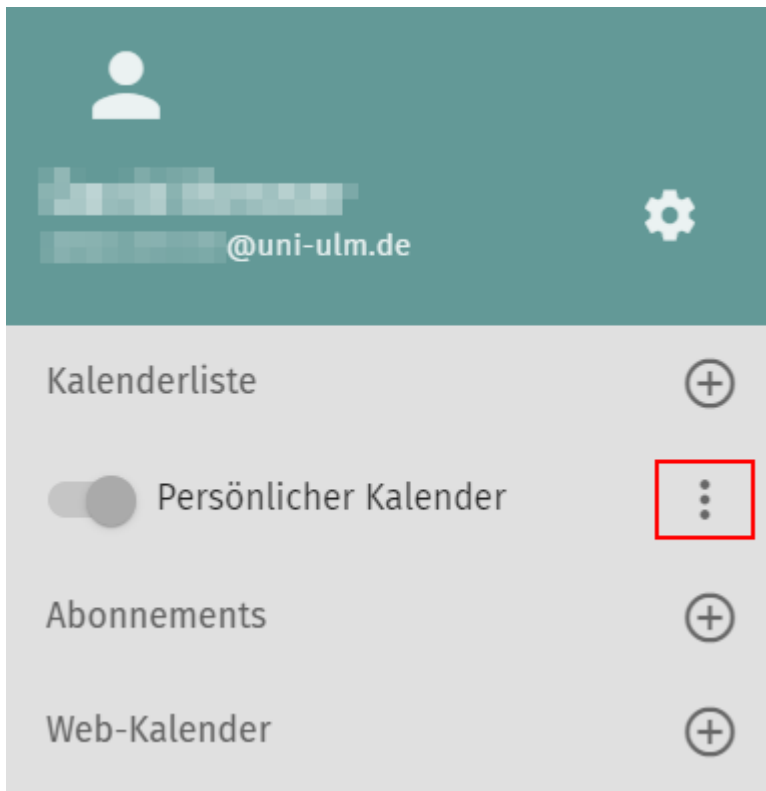 @uni-ulm.de
Kalenderliste
Persönlicher Kalender
Abonnements
Web-Kalender